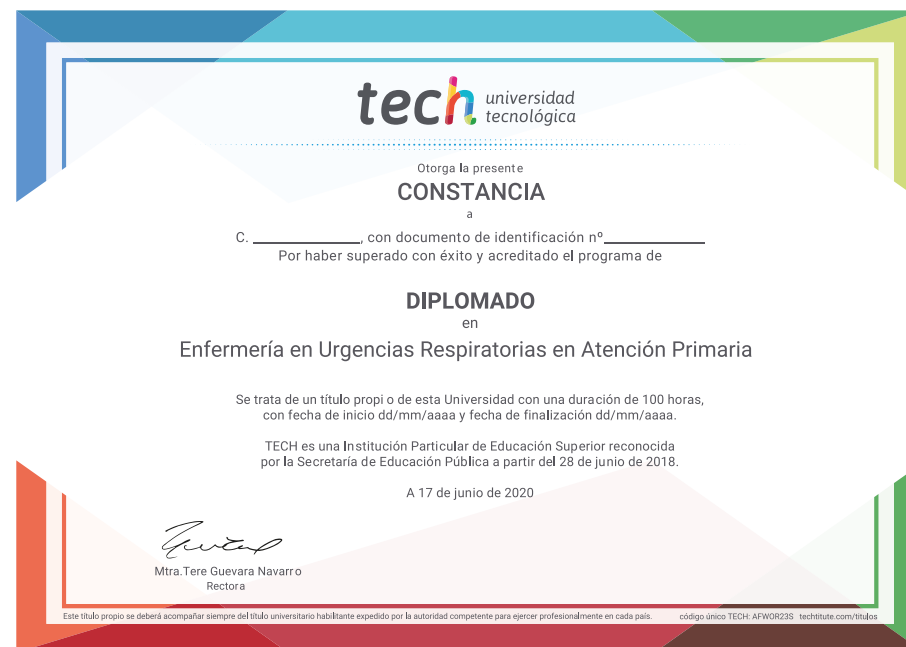 tech universidad
tecnológica
Otorga la presente
CONSTANCIA
a
C. ____________, con documento de identificación nº____________
Por haber superado con éxito y acreditado el programa de
DIPLOMADO
en
Enfermería en Urgencias Respiratorias en Atención Primaria
Se trata de un título propi o de esta Universidad con una duración de 100 horas,
con fecha de inicio dd/mm/aaaa y fecha de finalización dd/mm/aaaa.
TECH es una Institución Particular de Educación Superior reconocida
por la Secretaría de Educación Pública a partir del 28 de junio de 2018.
A 17 de junio de 2020
Mtra.Tere Guevara Navarro
Rectora
Este título propio se deberá acompañar siempre del título universitario habilitante expedido por la autoridad competente para ejercer profesionalmente en cada país. código único TECH: AFWOR23S techtitute.com/titulos